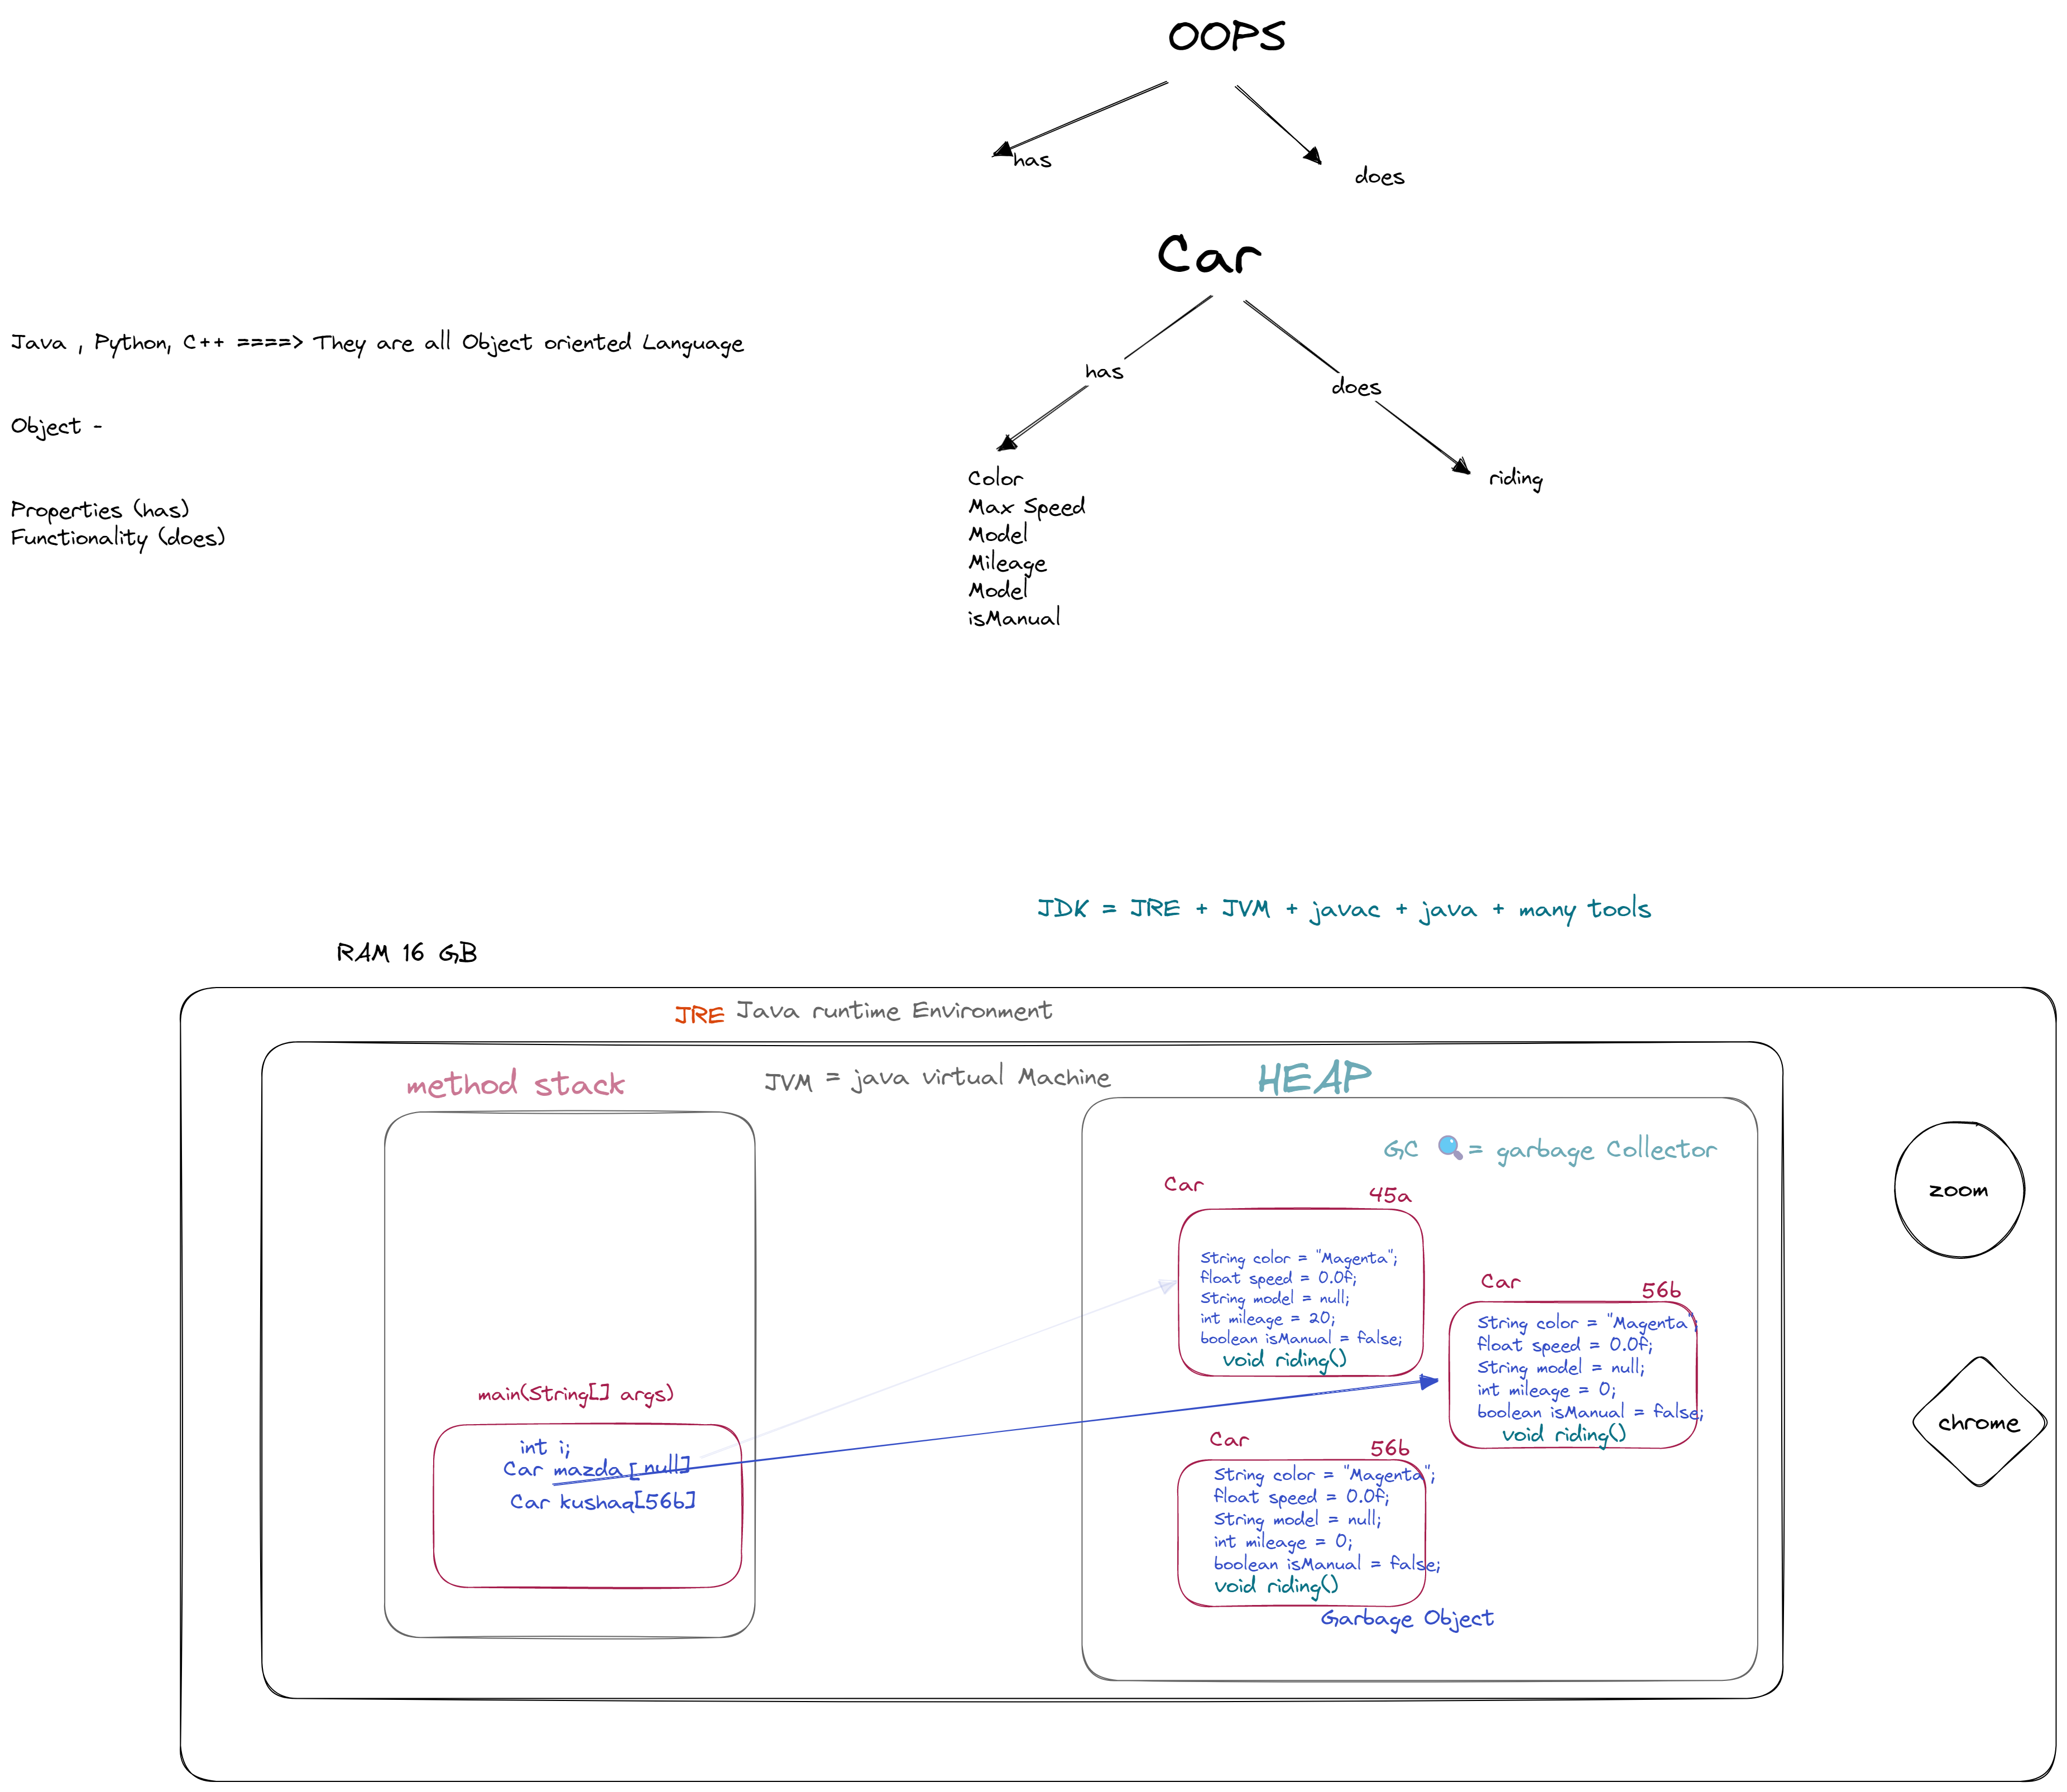 OOPS
has
does
Car
Java , Python, C++ ====> They are all Object oriented Language
has
does
Object -
Color
Max Speed
Model
Mileage
Model
isManual
riding
Properties (has)
Functionality (does)
JDK = JRE + JVM + javac + java + many tools
RAM 16 GB
JRE Java runtime Environment
method stack
JVM = java virtual Machine
HEAP
GC 🔍= garbage Collector
Car
45a
String color = "Magenta";
float speed = 0.0f;
String model = null;
int mileage = 20;
boolean isManual = false;
void riding()
Car
56b
String color = "Magenta";
float speed = 0.0f;
String model = null;
int mileage = 0;
boolean isManual = false;
void riding()
zoom
chrome
main(String[] args)
int i;
Car mazda [null]
Car kushaq[56b]
Car
56b
String color = "Magenta";
float speed = 0.0f;
String model = null;
int mileage = 0;
boolean isManual = false;
void riding()
Garbage Object